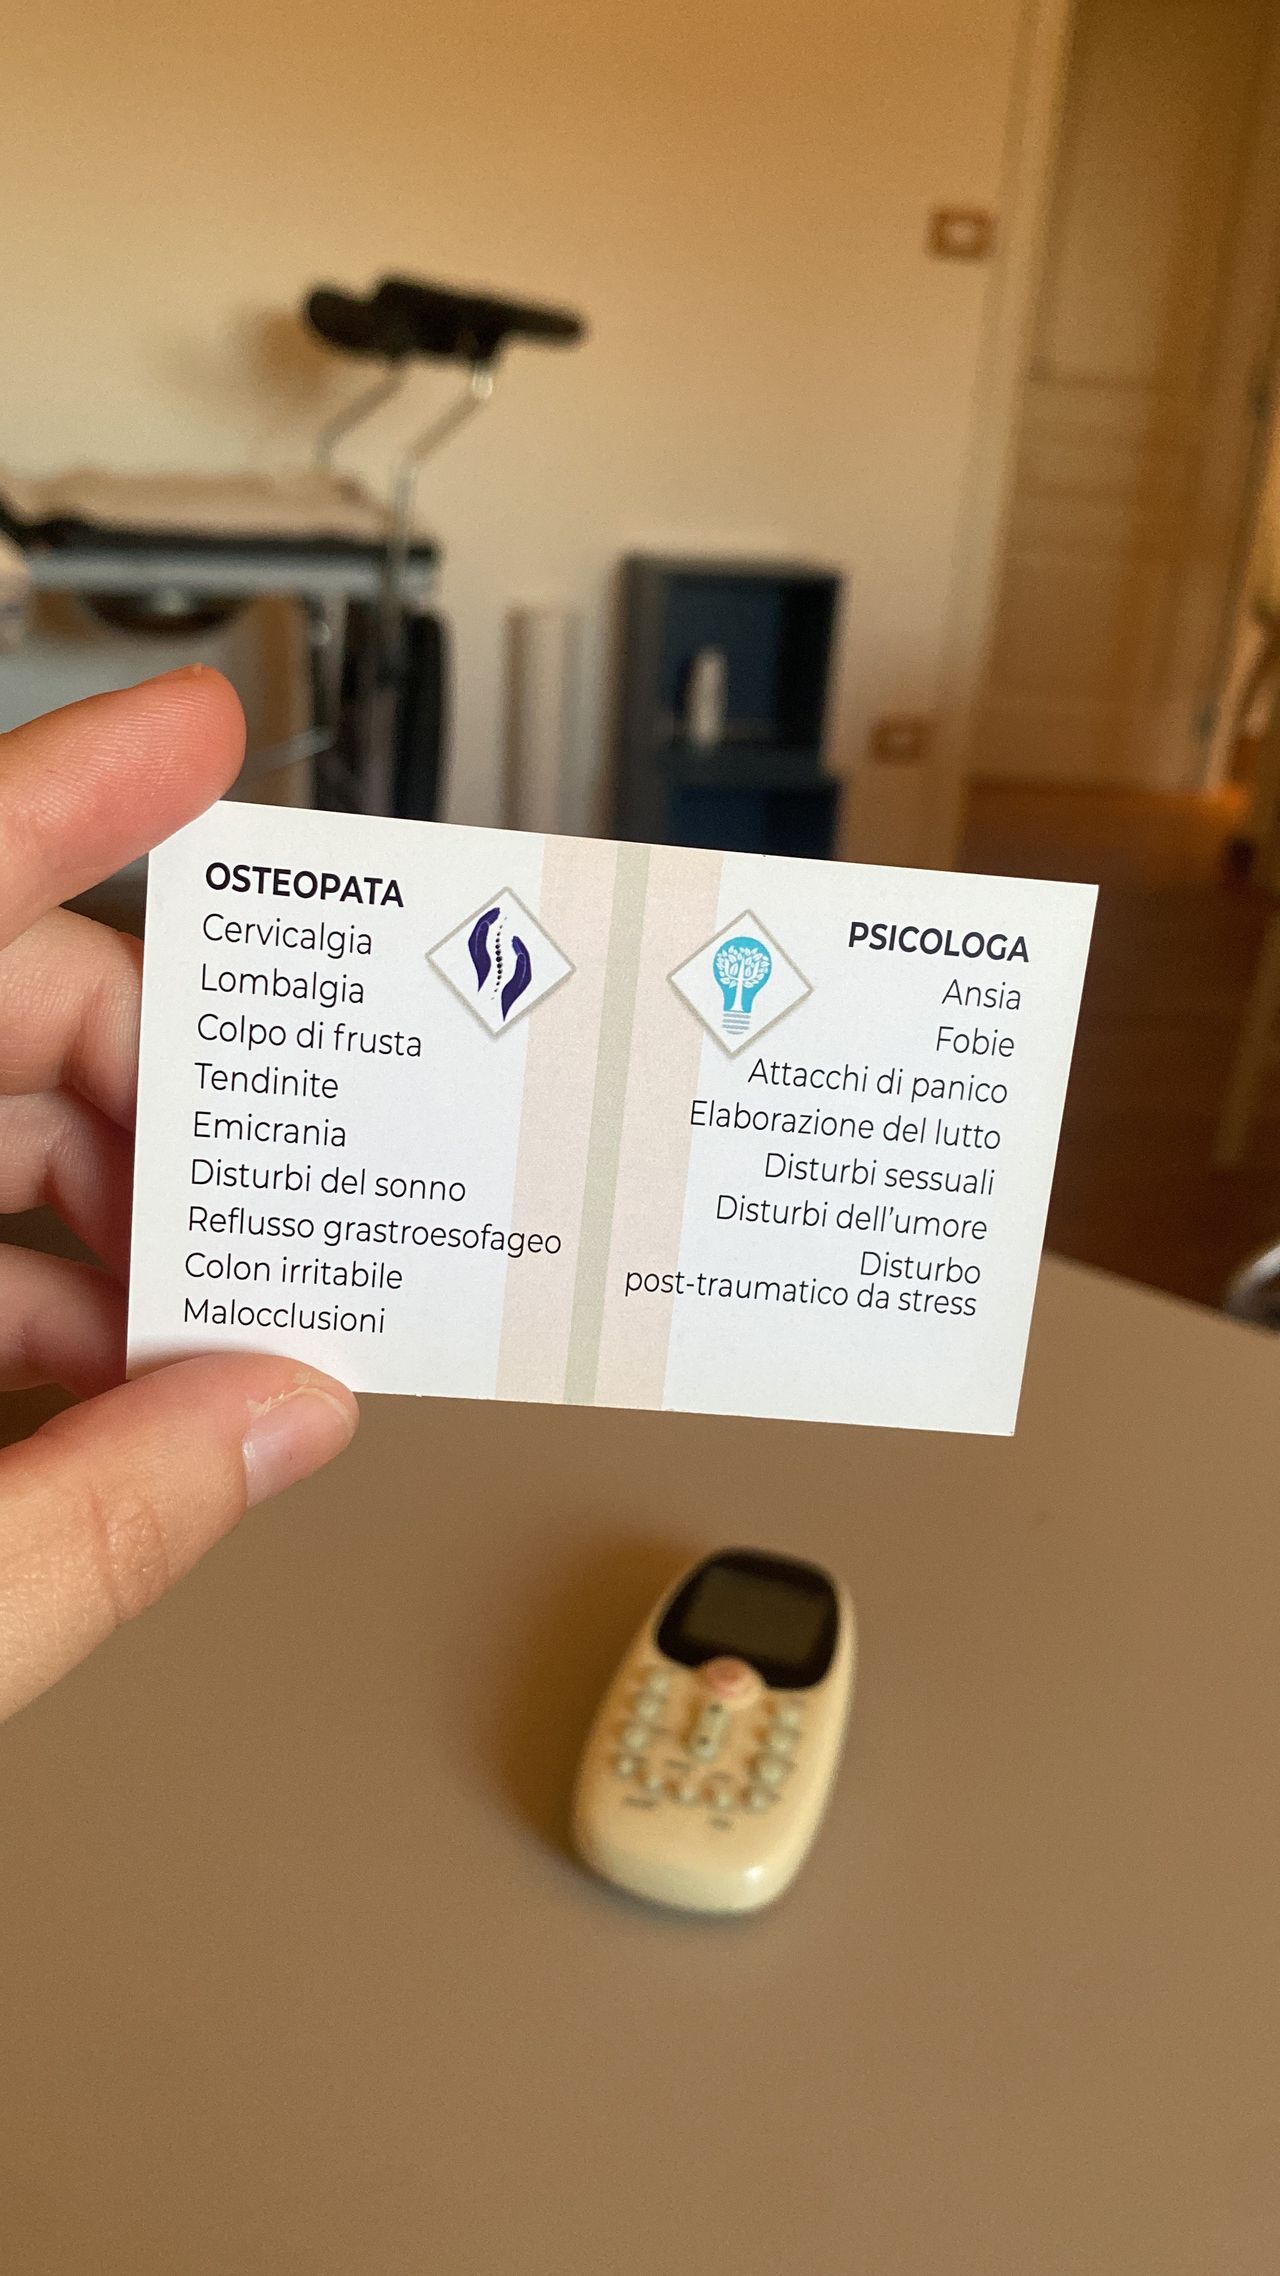 OSTEOPATA
Cervicalgia
Lombalgia
Colpo di frusta
Tendinite
Emicrania
Disturbi del sonno
Reflusso grastroesofageo
Colon irritabile
Malocclusioni
PSICOLOGA
Ansia
Fobie
Attacchi di panico
Elaborazione del lutto
Disturbi sessuali
Disturbi dell'umore
Disturbo
post-traumatico da stress